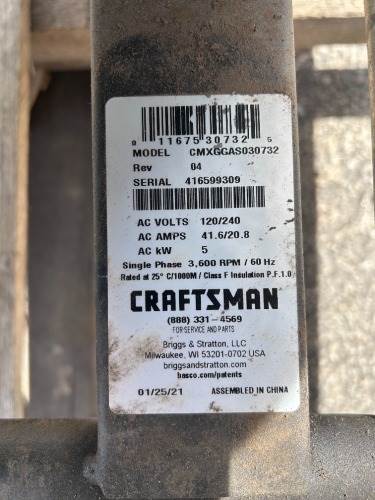 0 11675 30732 5
MODEL CMXGGAS030732
Rev 04
SERIAL 416599309
AC VOLTS 120/240
AC AMPS 41.6/20.8
AC kW 5
Single Phase 3,600 RPM / 60 Hz
Rated at 25° C/1000M / Class F Insulation P.F.1.0
CRAFTSMAN
(888) 331-4569
FOR SERVICE AND PARTS
Briggs & Stratton, LLC
Milwaukee, WI 53201-0702 USA
briggsandstratton.com
basco.com/patents
01/25/21 ASSEMBLED IN CHINA